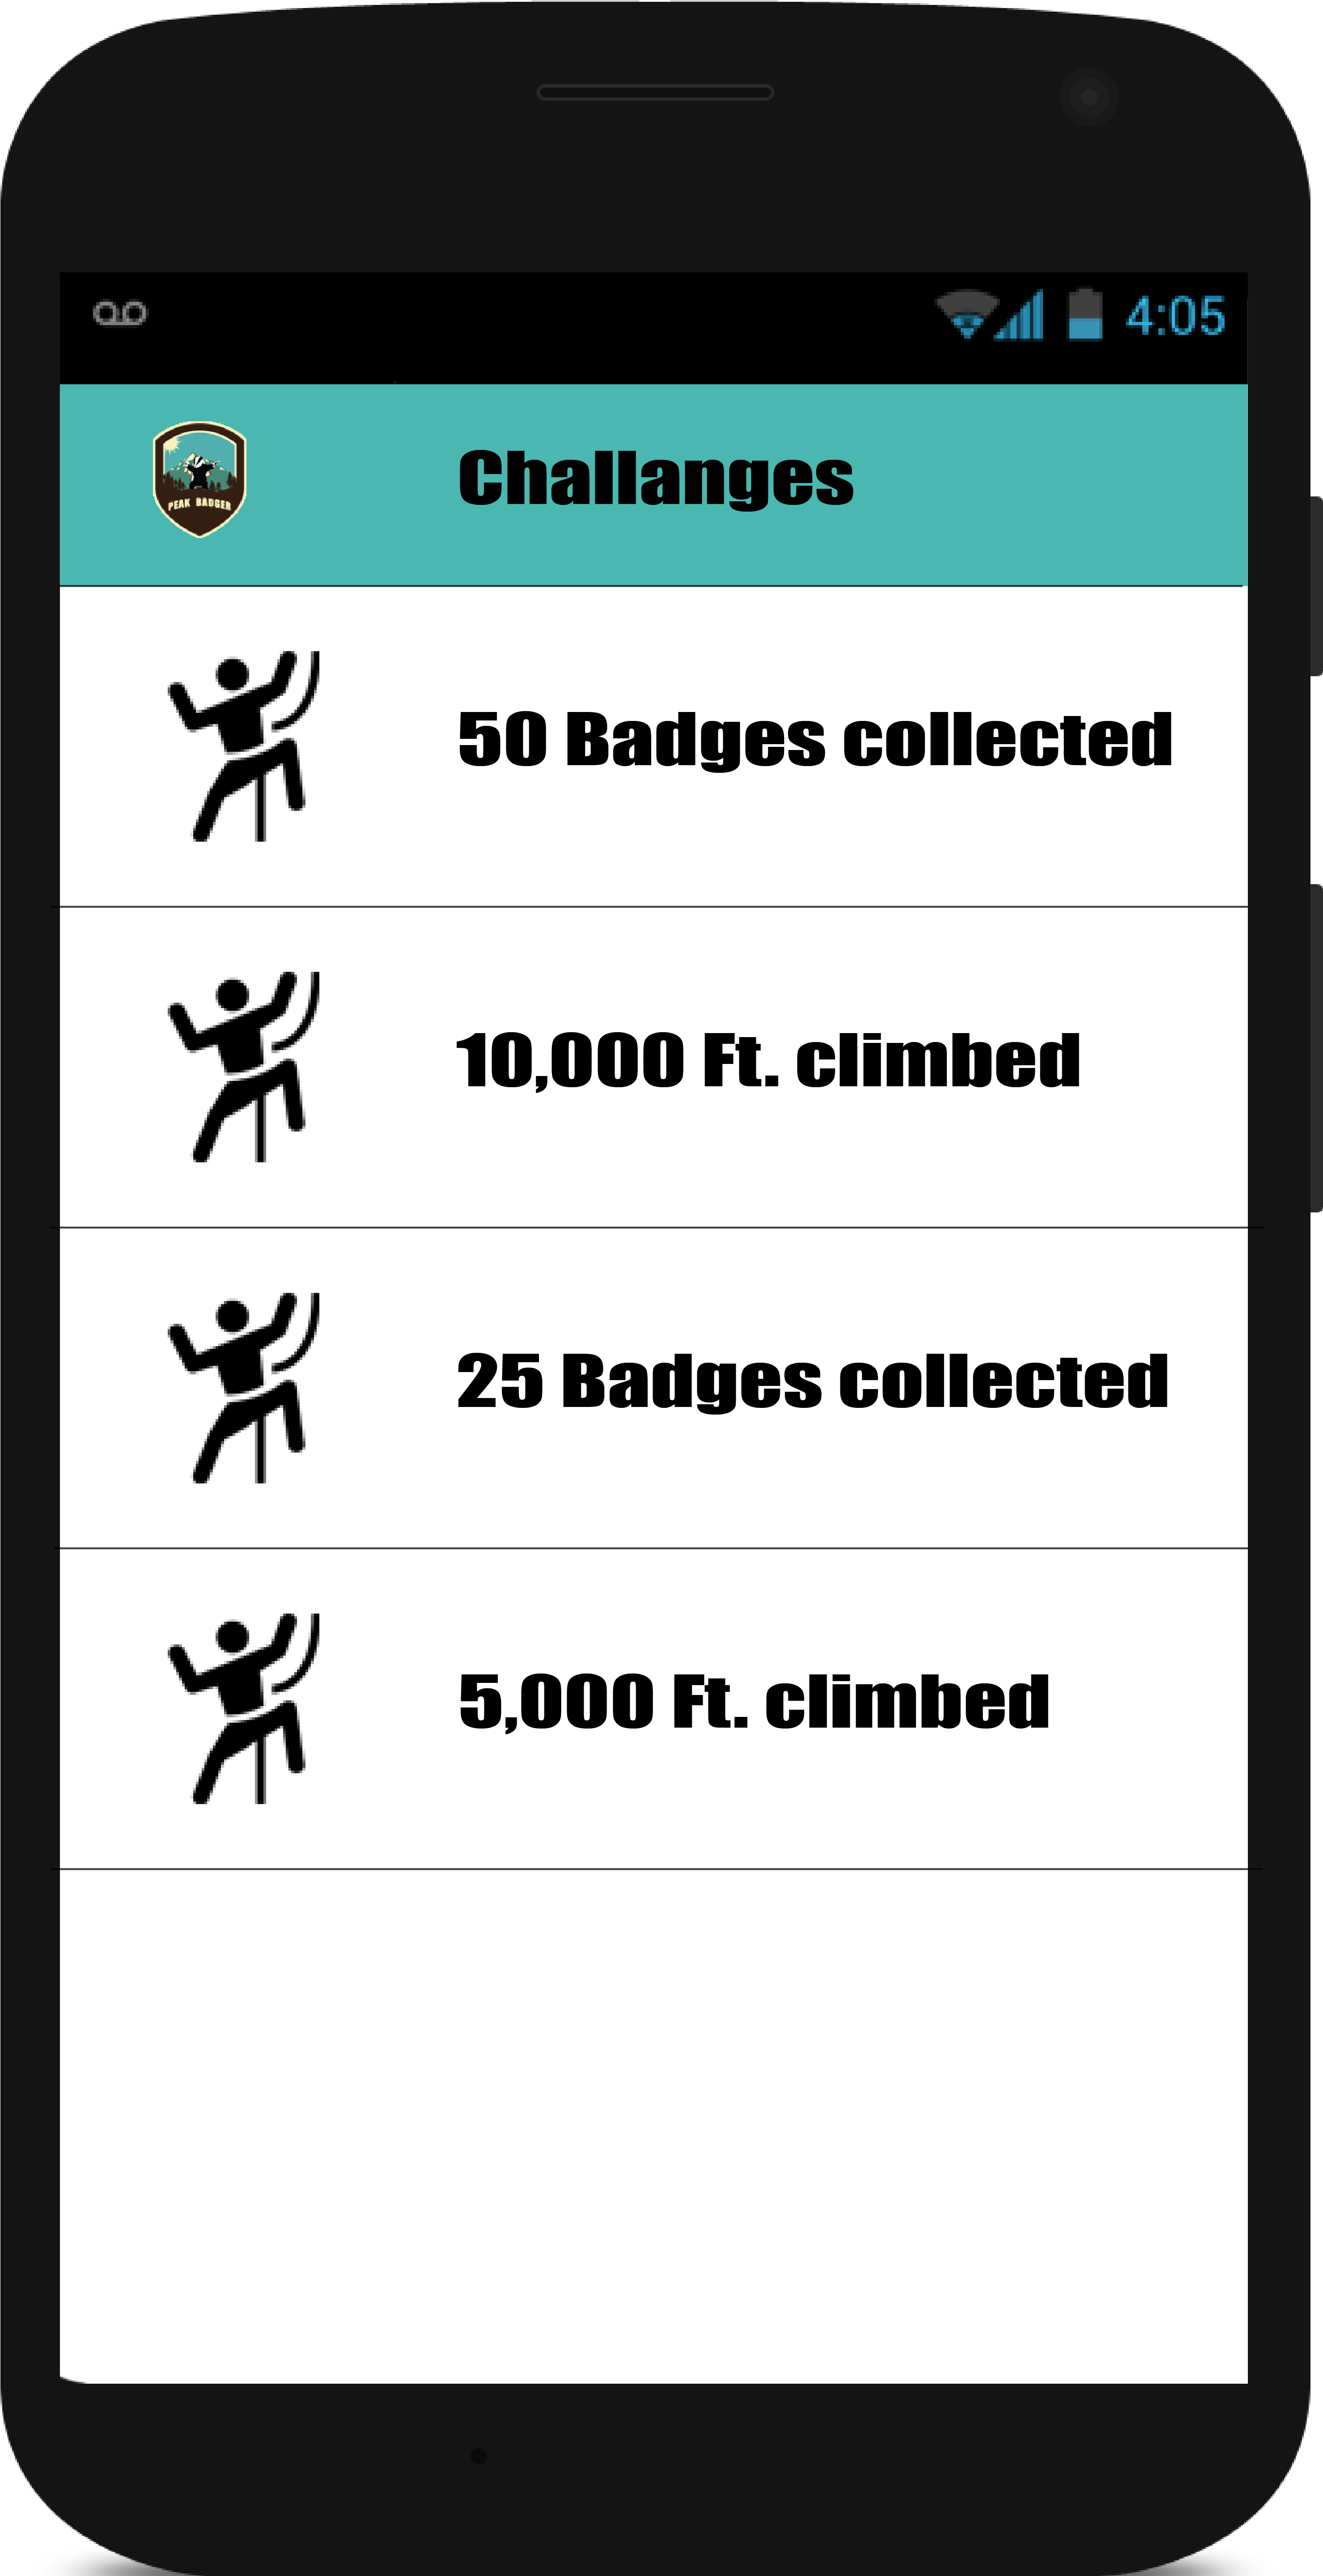 4:05
PEAK BADGER
Challanges
50 Badges collected
10,000 Ft. climbed
25 Badges collected
5,000 Ft. climbed